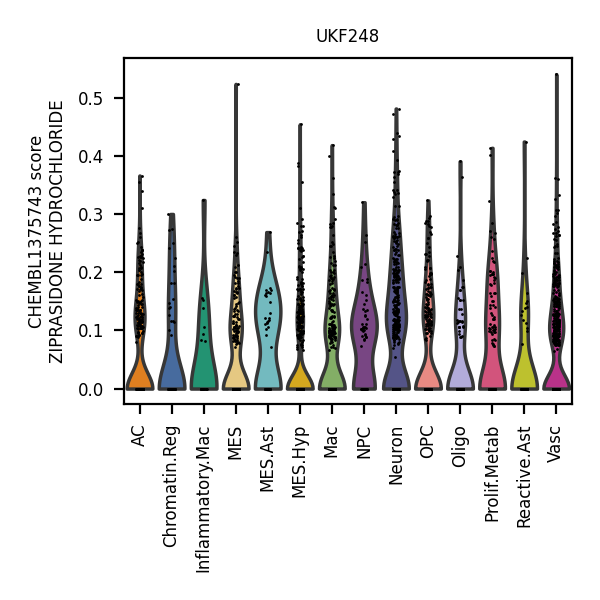 UKF248
CHEMBL1375743 score
ZIPRASIDONE HYDROCHLORIDE
0.5
0.4
0.3
0.2
0.1
0.0
AC
Chromatin.Reg
Inflammatory.Mac
MES
MES.Ast
MES.Hyp
Mac
NPC
Neuron
OPC
Oligo
Prolif.Metab
Reactive.Ast
Vasc